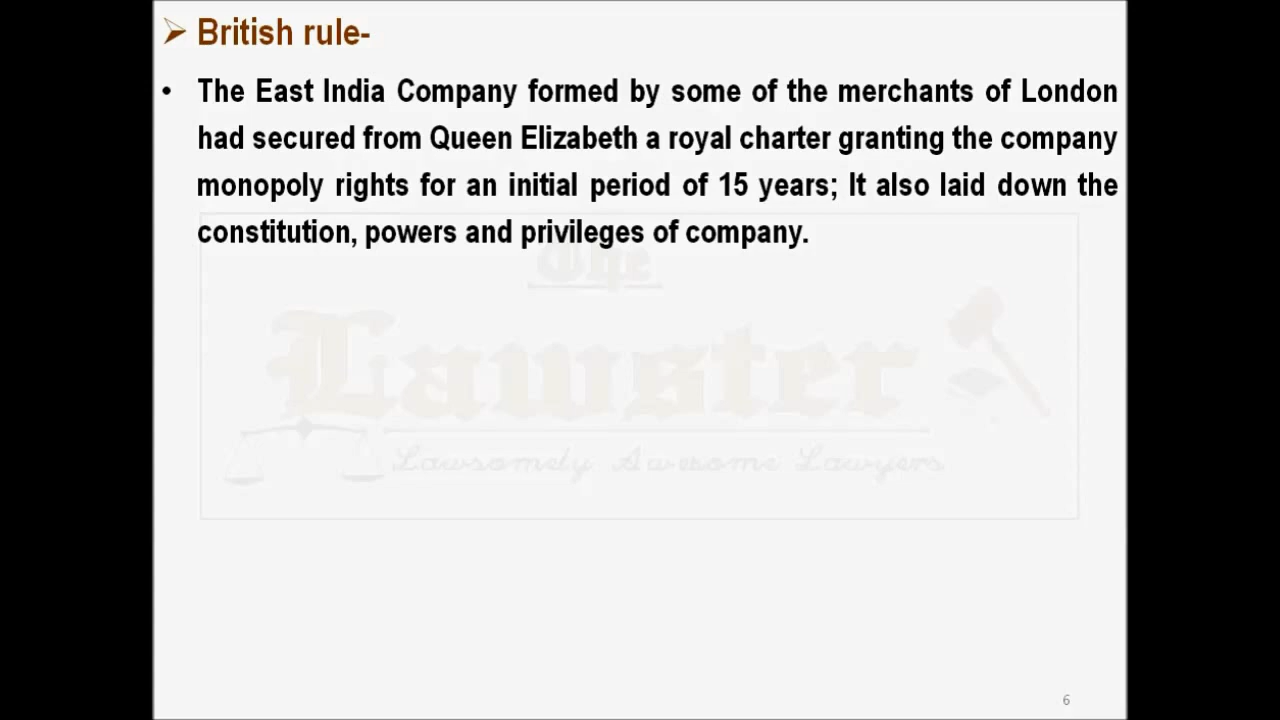 British rule-
• The East India Company formed by some of the merchants of London
had secured from Queen Elizabeth a royal charter granting the company
monopoly rights for an initial period of 15 years; It also laid down the
constitution, powers and privileges of company.
The
Lawster
Lawsomely Awesome Lawyers
6